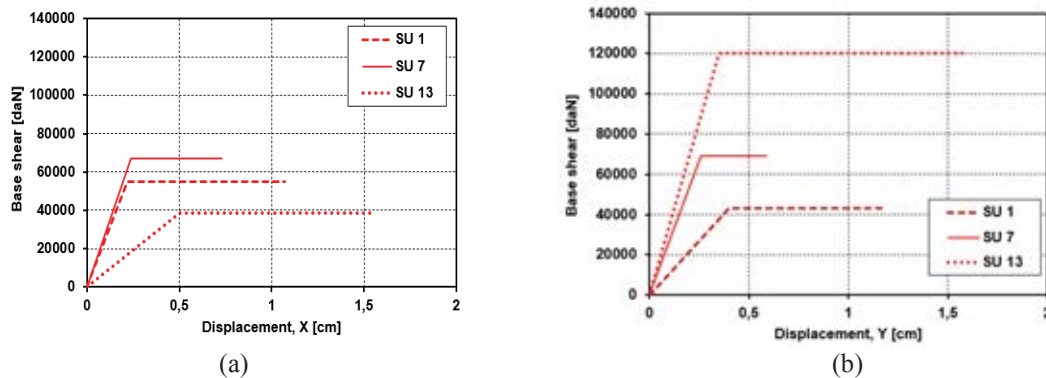 140000
120000
100000
80000
60000
40000
20000
0
Base shear [daN]
SU 1
SU 7
SU 13
0 0,5 1 1,5 2
Displacement, X [cm]
(a)
140000
120000
100000
80000
60000
40000
20000
0
Base shear [daN]
SU 1
SU 7
SU 13
0 0,5 1 1,5 2
Displacement, Y [cm]
(b)